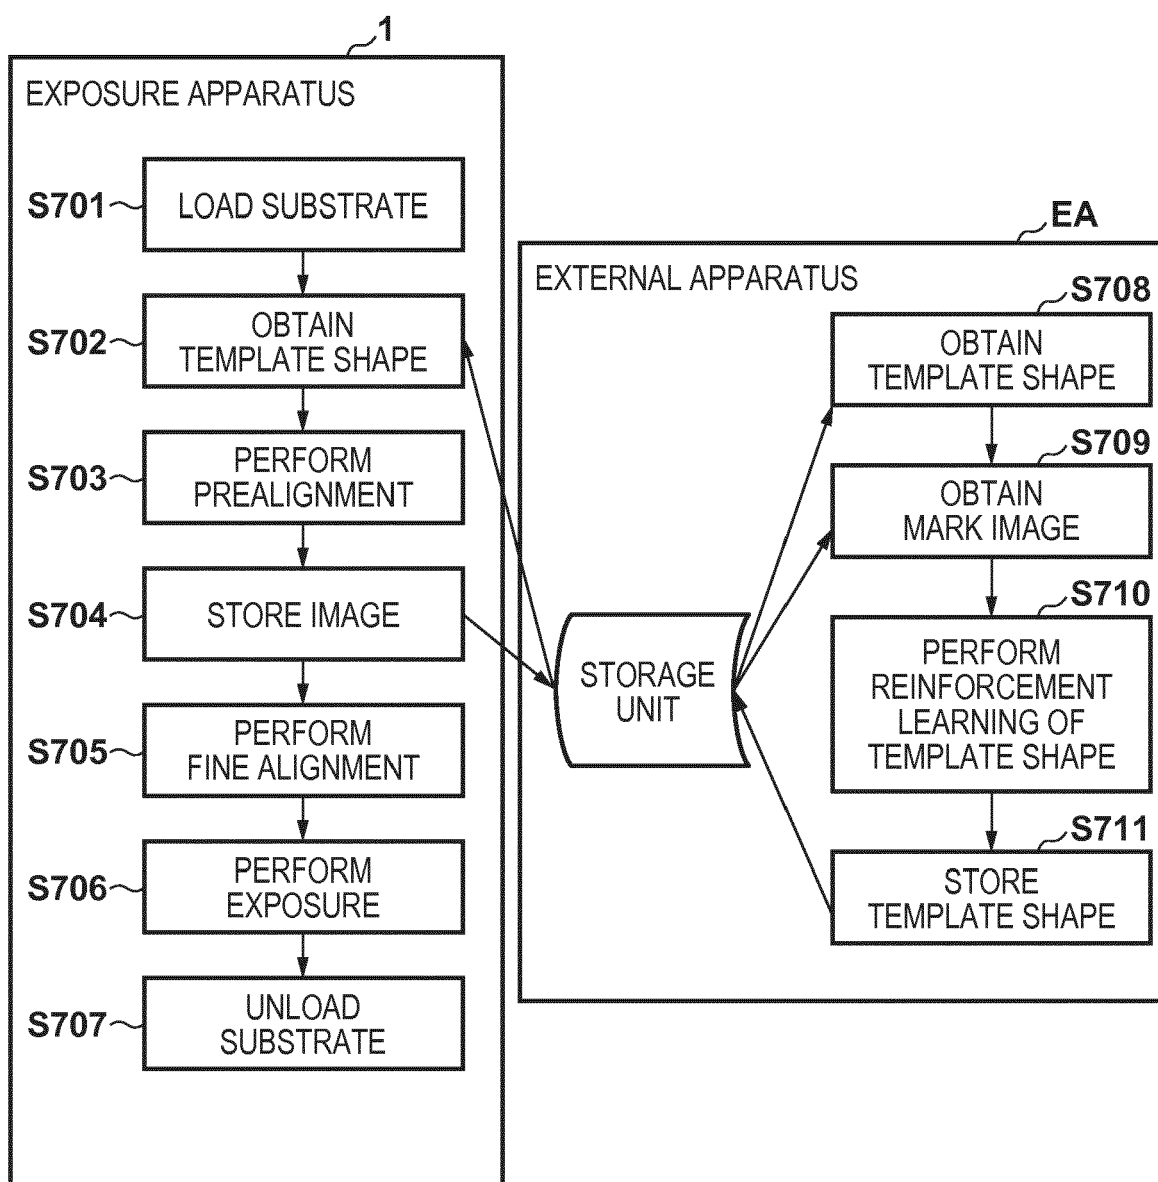 1
EXPOSURE APPARATUS
S701
LOAD SUBSTRATE
S702
OBTAIN
TEMPLATE SHAPE
S703
PERFORM
PREALIGNMENT
S704
STORE IMAGE
S705
PERFORM
FINE ALIGNMENT
S706
PERFORM
EXPOSURE
S707
UNLOAD
SUBSTRATE
EA
EXTERNAL APPARATUS
STORAGE
UNIT
S708
OBTAIN
TEMPLATE SHAPE
S709
OBTAIN
MARK IMAGE
S710
PERFORM
REINFORCEMENT
LEARNING OF
TEMPLATE SHAPE
S711
STORE
TEMPLATE SHAPE